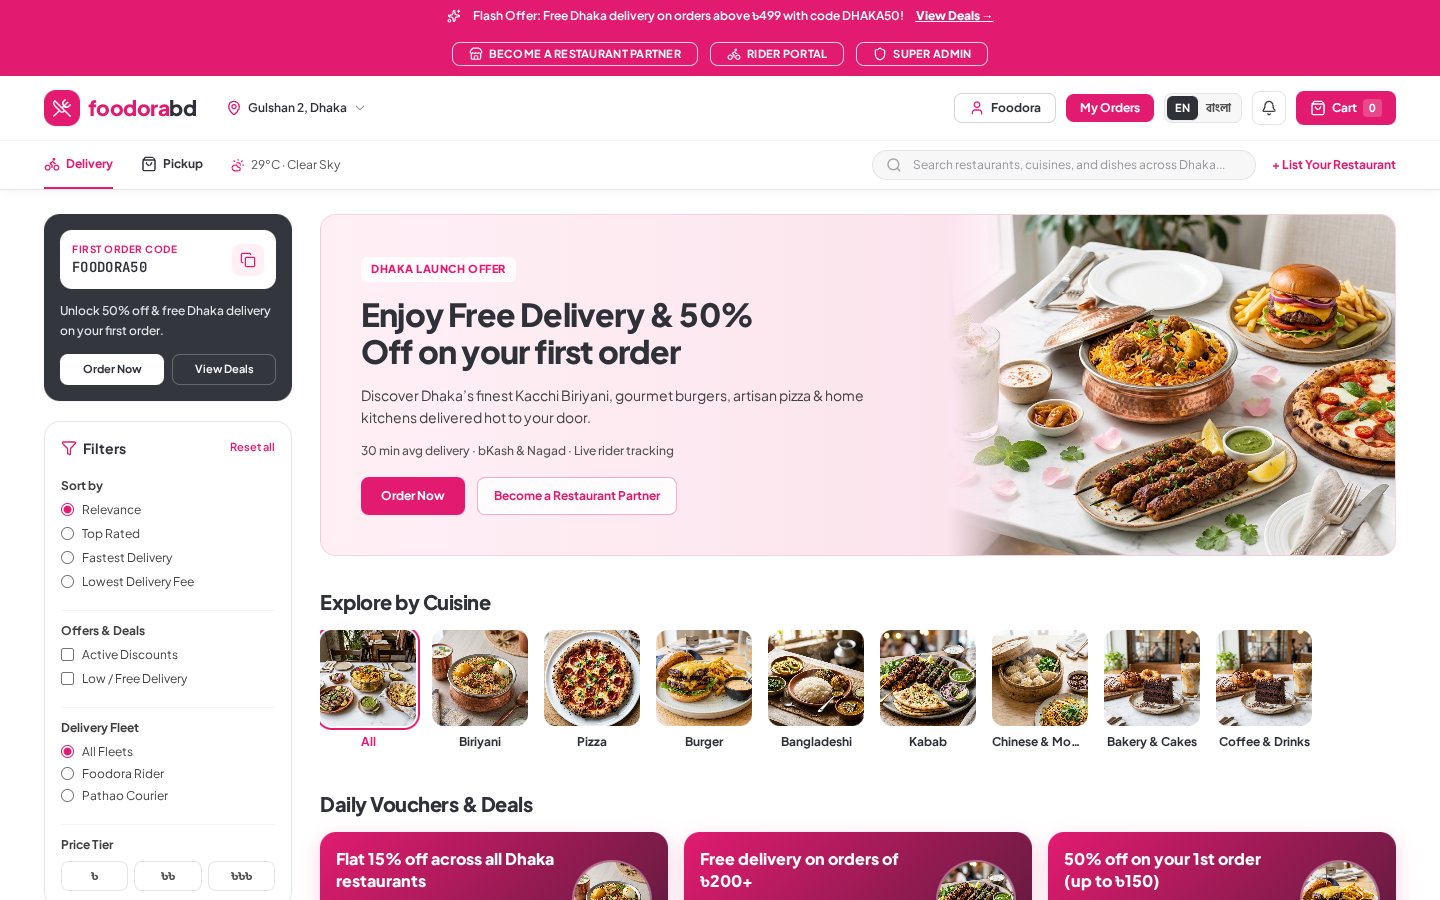 Flash Offer: Free Dhaka delivery on orders above ৳499 with code DHAKA50! View Deals →
BECOME A RESTAURANT PARTNER
RIDER PORTAL
SUPER ADMIN
foodorabd
Gulshan 2, Dhaka
Foodora
My Orders
EN
বাংলা
Cart 0
Delivery
Pickup
29°C · Clear Sky
Search restaurants, cuisines, and dishes across Dhaka...
+ List Your Restaurant
FIRST ORDER CODE
FOODORA50
Unlock 50% off & free Dhaka delivery
on your first order.
Order Now
View Deals
Filters
Reset all
Sort by
Relevance
Top Rated
Fastest Delivery
Lowest Delivery Fee
Offers & Deals
Active Discounts
Low / Free Delivery
Delivery Fleet
All Fleets
Foodora Rider
Pathao Courier
Price Tier
৳
৳৳
৳৳৳
DHAKA LAUNCH OFFER
Enjoy Free Delivery & 50%
Off on your first order
Discover Dhaka's finest Kacchi Biriyani, gourmet burgers, artisan pizza & home
kitchens delivered hot to your door.
30 min avg delivery · bKash & Nagad · Live rider tracking
Order Now
Become a Restaurant Partner
Explore by Cuisine
All
Biriyani
Pizza
Burger
Bangladeshi
Kabab
Chinese & Mo...
Bakery & Cakes
Coffee & Drinks
Daily Vouchers & Deals
Flat 15% off across all Dhaka
restaurants
Free delivery on orders of
৳200+
50% off on your 1st order
(up to ৳150)